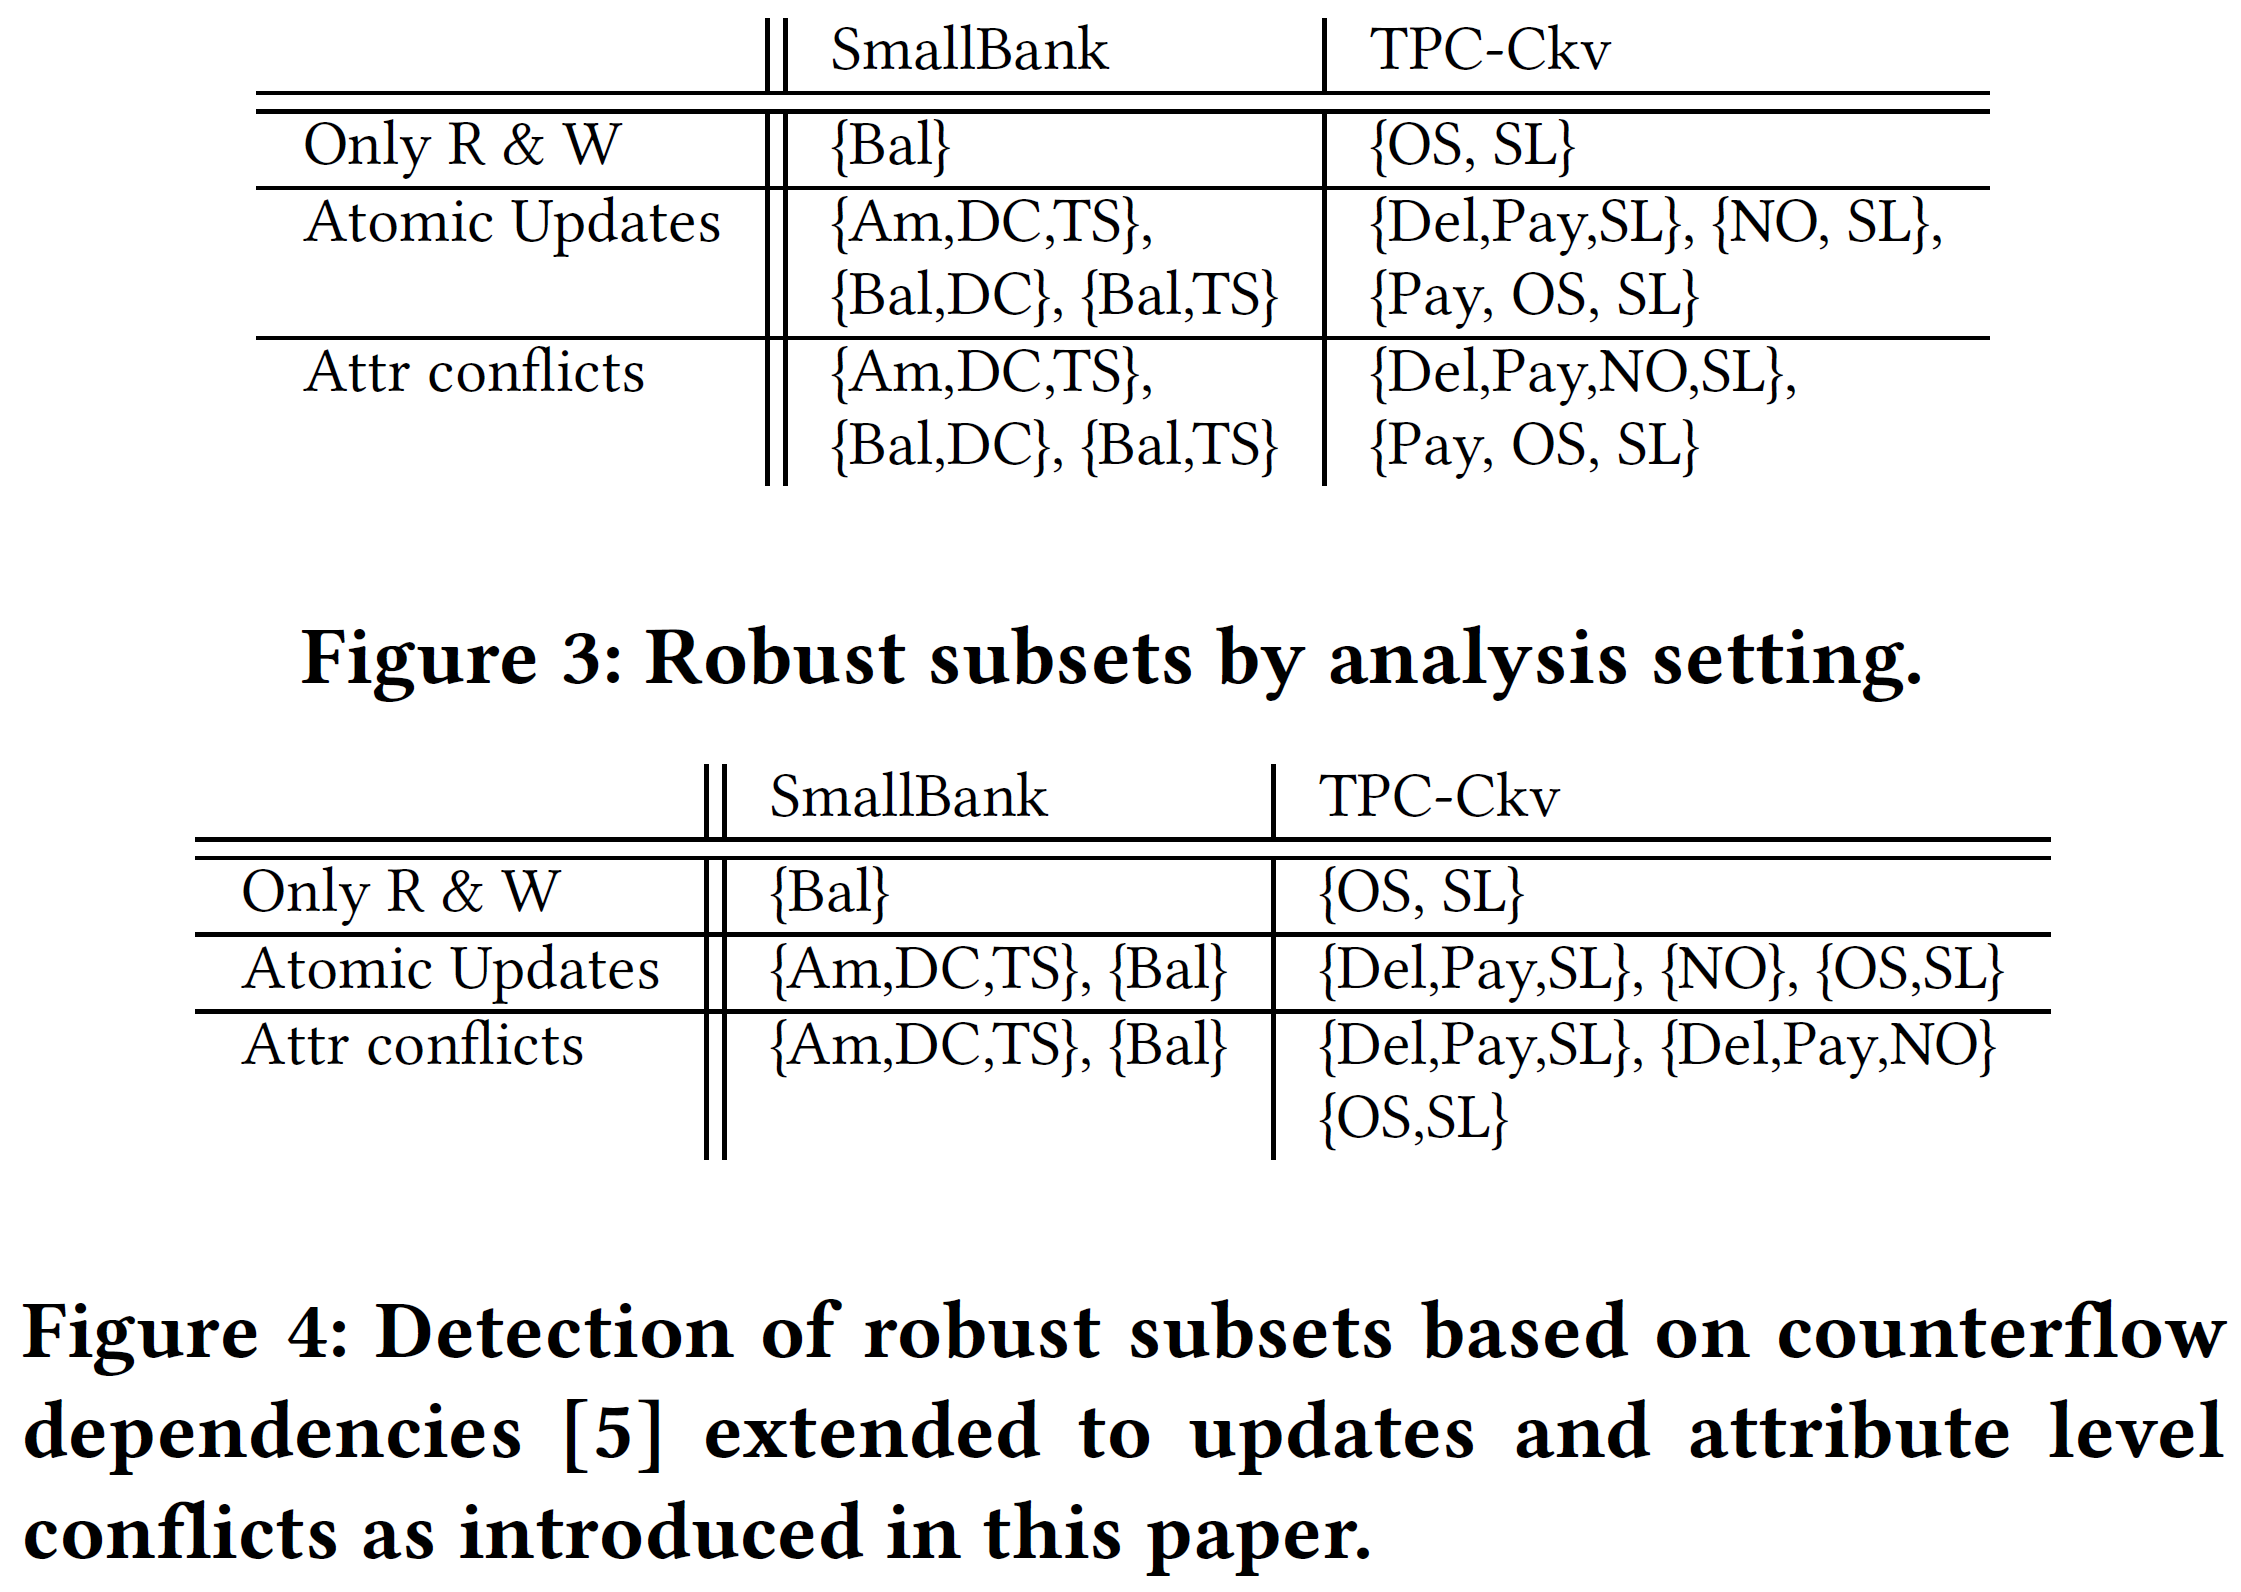 SmallBank TPC-Ckv
Only R & W {Bal} {OS, SL}
Atomic Updates {Am,DC,TS}, {Del,Pay,SL}, {NO, SL},
{Bal,DC}, {Bal,TS} {Pay, OS, SL}
Attr conflicts {Am,DC,TS}, {Del,Pay,NO,SL},
{Bal,DC}, {Bal,TS} {Pay, OS, SL}
Figure 3: Robust subsets by analysis setting.
SmallBank TPC-Ckv
Only R & W {Bal} {OS, SL}
Atomic Updates {Am,DC,TS}, {Bal} {Del,Pay,SL}, {NO}, {OS,SL}
Attr conflicts {Am,DC,TS}, {Bal} {Del,Pay,SL}, {Del,Pay,NO}
{OS,SL}
Figure 4: Detection of robust subsets based on counterflow
dependencies [5] extended to updates and attribute level
conflicts as introduced in this paper.